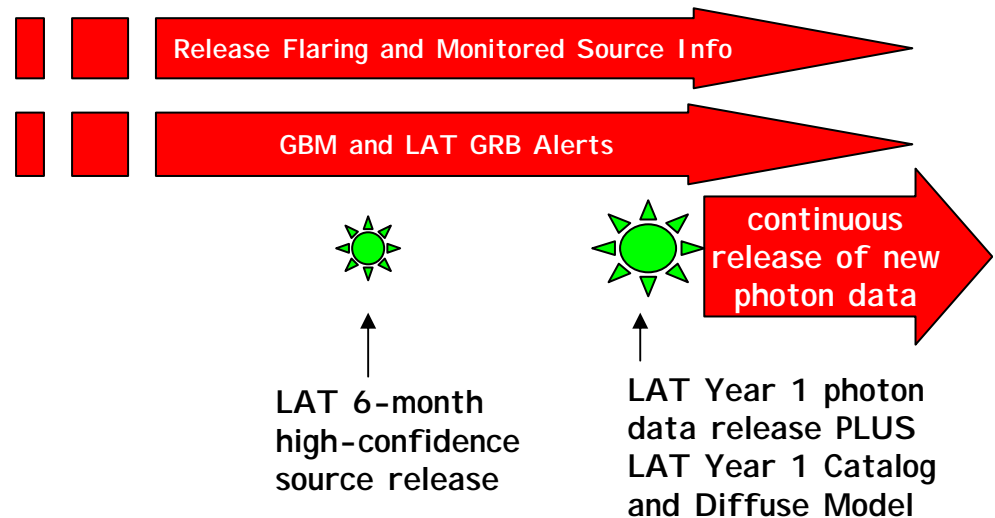 Release Flaring and Monitored Source Info
GBM and LAT GRB Alerts
continuous
release of new
photon data
LAT 6-month
high-confidence
source release
LAT Year 1 photon
data release PLUS
LAT Year 1 Catalog
and Diffuse Model